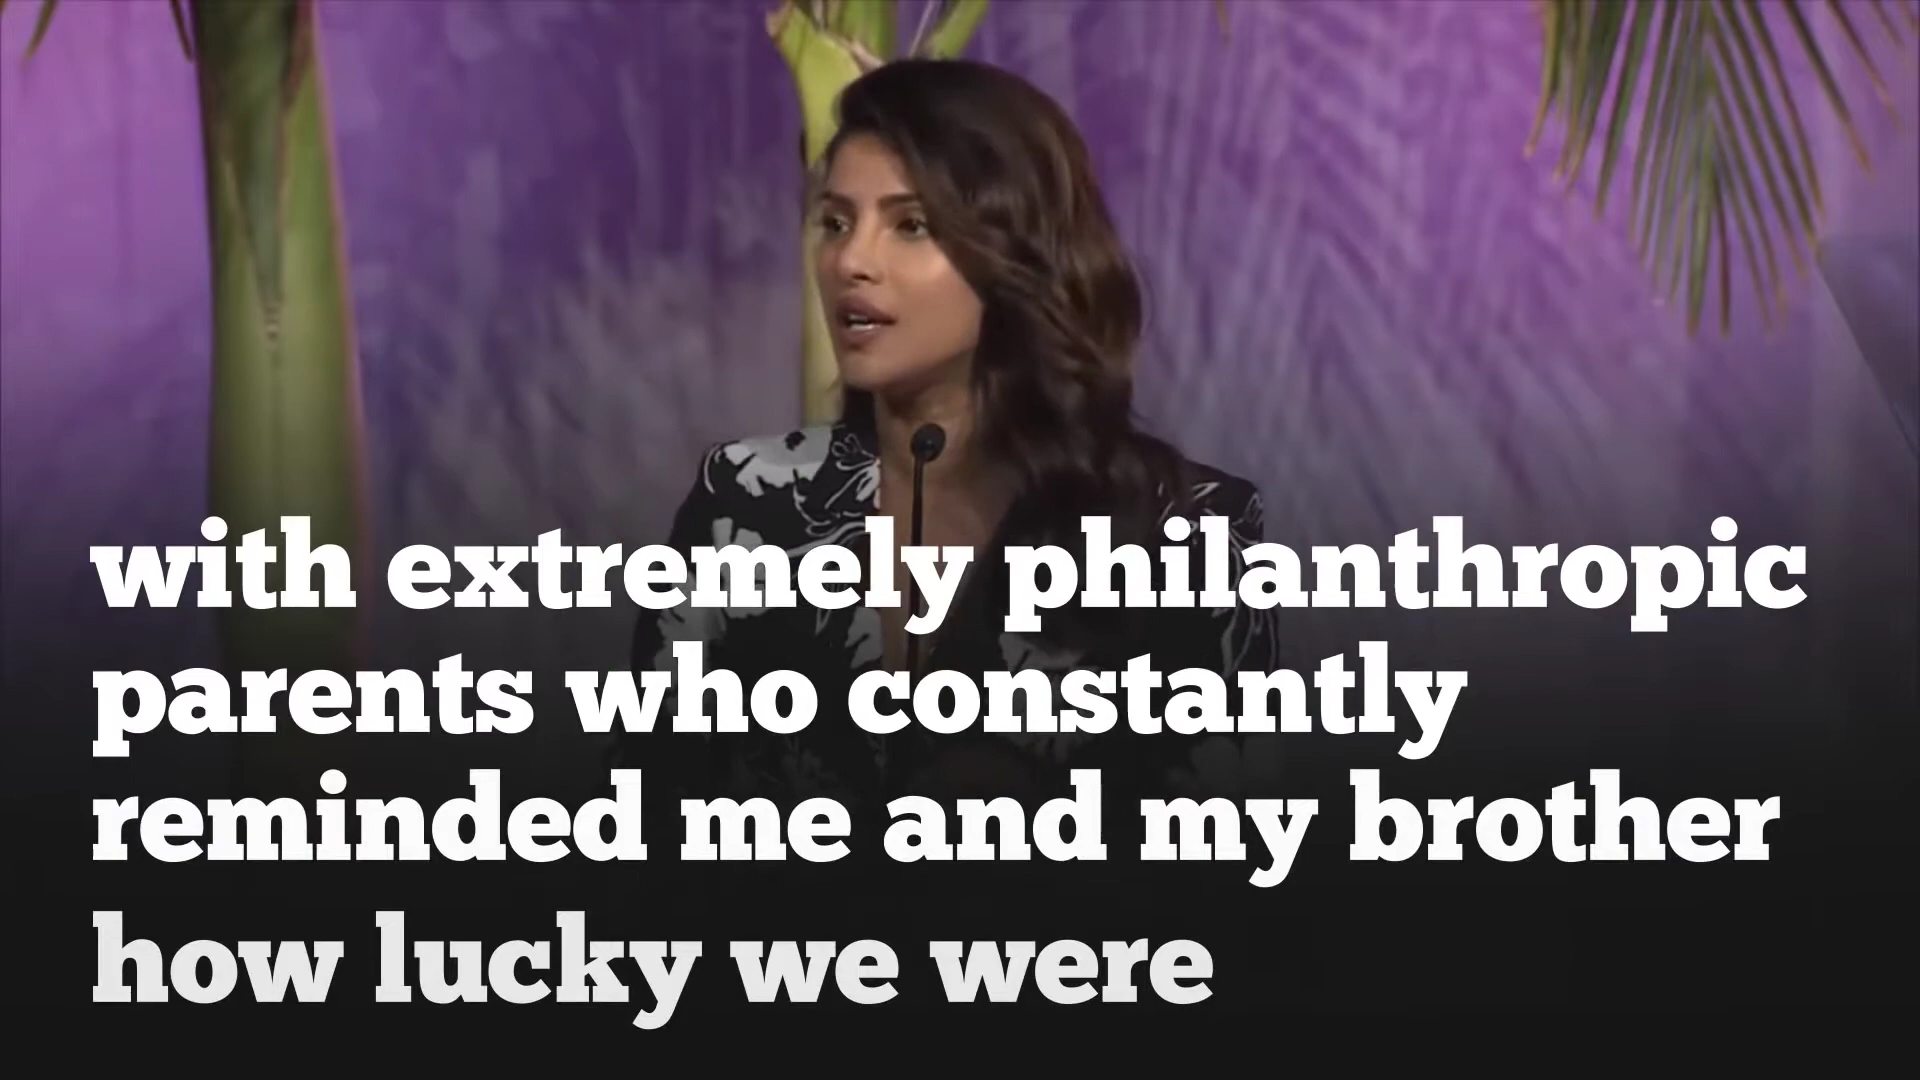 with extremely philanthropic
parents who constantly
reminded me and my brother
how lucky we were